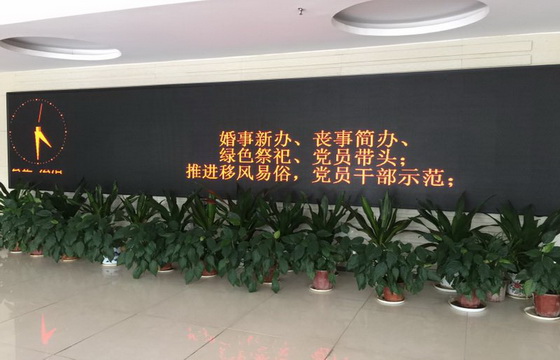 婚事新办、丧事简办、
绿色祭祀、党员带头；
推进移风易俗，党员干部示范；